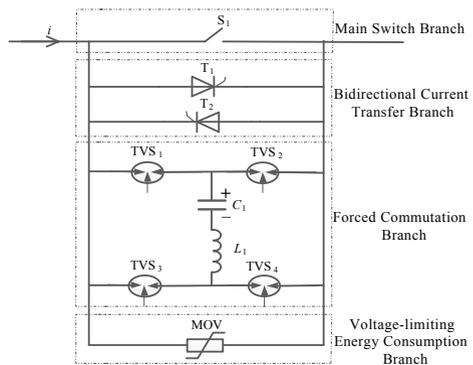 S1
i
Main Switch Branch
T1
T2
Bidirectional Current
Transfer Branch
TVS1
TVS2
+
C1
−
L1
Forced Commutation
Branch
TVS3
TVS4
MOV
Voltage-limiting
Energy Consumption
Branch